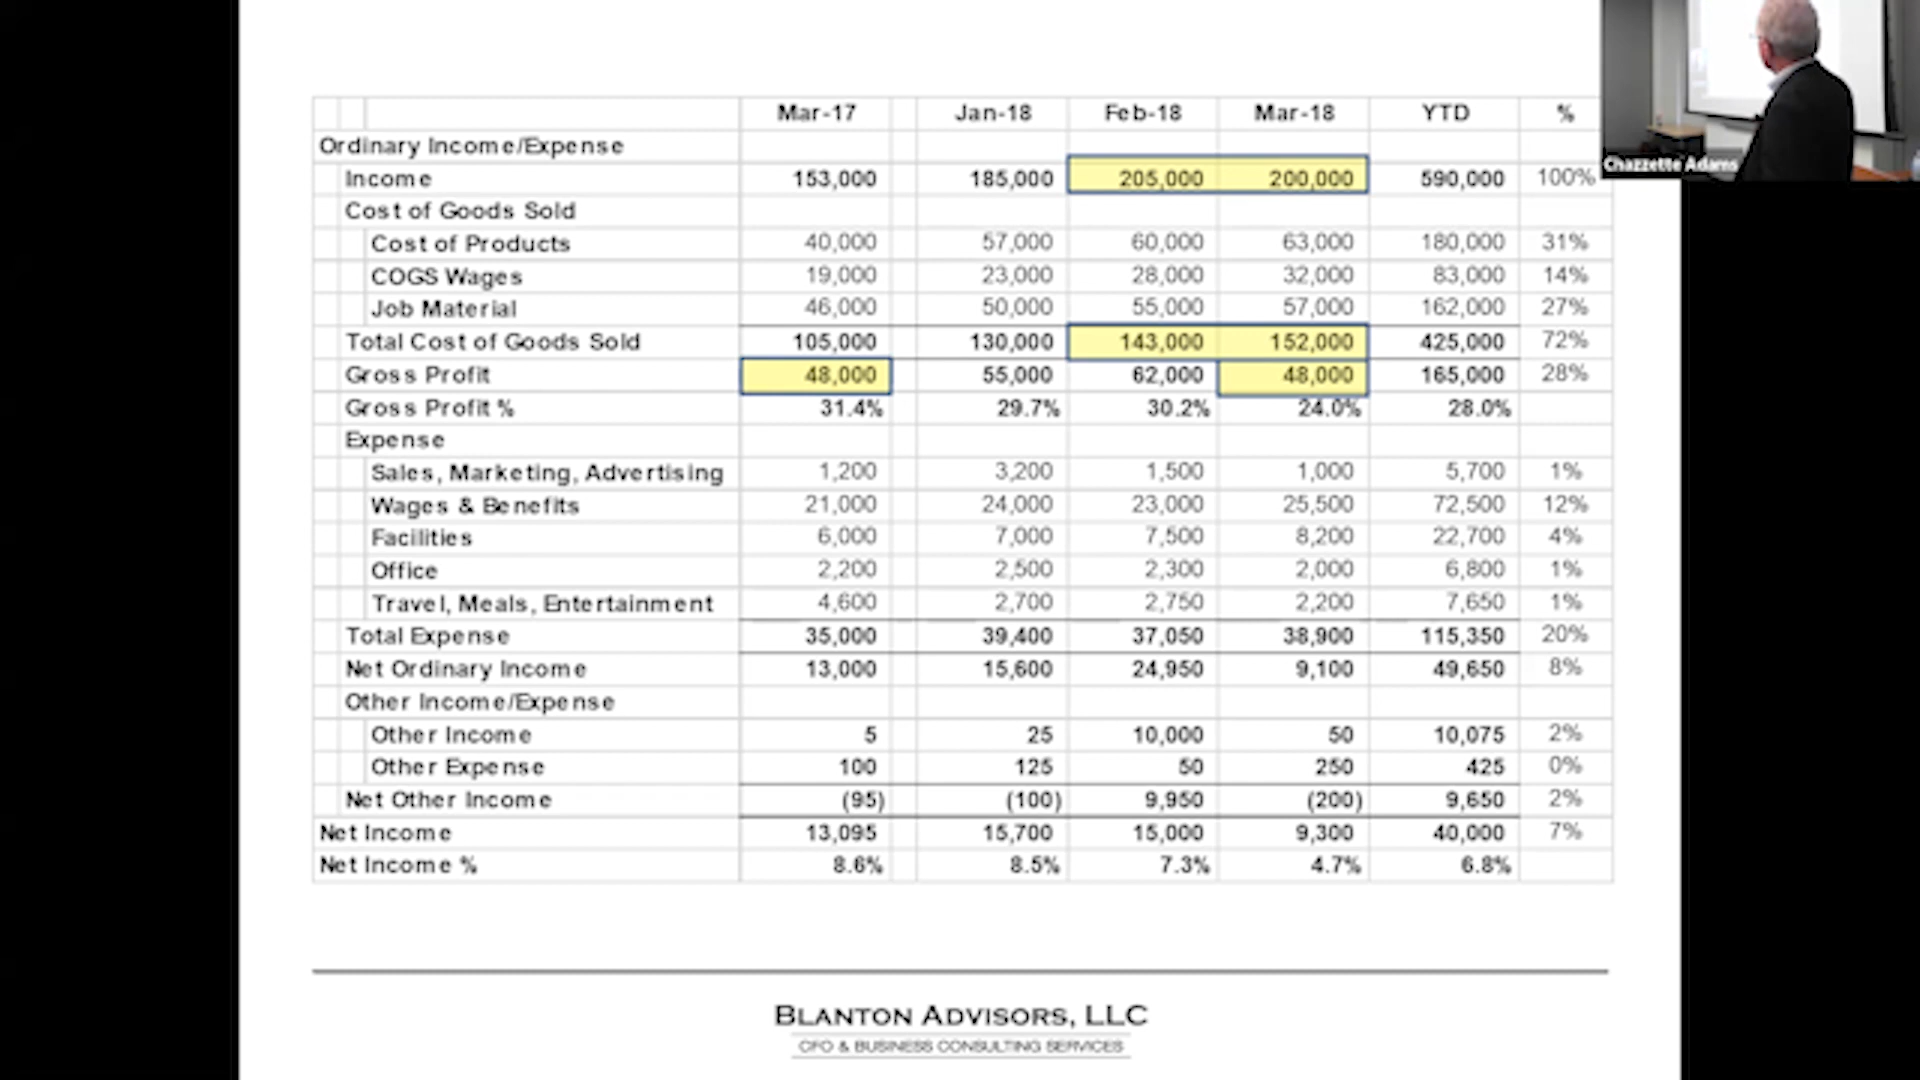 Mar-17 Jan-18 Feb-18 Mar-18 YTD %
Ordinary Income/Expense
Income 153,000 185,000 205,000 200,000 590,000 100%
Cost of Goods Sold
Cost of Products 40,000 57,000 60,000 63,000 180,000 31%
COGS Wages 19,000 23,000 28,000 32,000 83,000 14%
Job Material 46,000 50,000 55,000 57,000 162,000 27%
Total Cost of Goods Sold 105,000 130,000 143,000 152,000 425,000 72%
Gross Profit 48,000 55,000 62,000 48,000 165,000 28%
Gross Profit % 31.4% 29.7% 30.2% 24.0% 28.0%
Expense
Sales, Marketing, Advertising 1,200 3,200 1,500 1,000 5,700 1%
Wages & Benefits 21,000 24,000 23,000 25,500 72,500 12%
Facilities 6,000 7,000 7,500 8,200 22,700 4%
Office 2,200 2,500 2,300 2,000 6,800 1%
Travel, Meals, Entertainment 4,600 2,700 2,750 2,200 7,650 1%
Total Expense 35,000 39,400 37,050 38,900 115,350 20%
Net Ordinary Income 13,000 15,600 24,950 9,100 49,650 8%
Other Income/Expense
Other Income 5 25 10,000 50 10,075 2%
Other Expense 100 125 50 250 425 0%
Net Other Income (95) (100) 9,950 (200) 9,650 2%
Net Income 13,095 15,700 15,000 9,300 40,000 7%
Net Income % 8.6% 8.5% 7.3% 4.7% 6.8%
Chazzette Adams
BLANTON ADVISORS, LLC
CFO & BUSINESS CONSULTING SERVICES